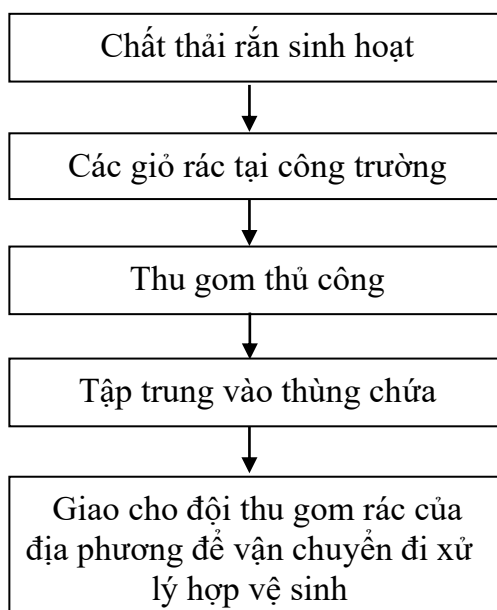 Chất thải rắn sinh hoạt
Các giỏ rác tại công trường
Thu gom thủ công
Tập trung vào thùng chứa
Giao cho đội thu gom rác của
địa phương để vận chuyển đi xử
lý hợp vệ sinh